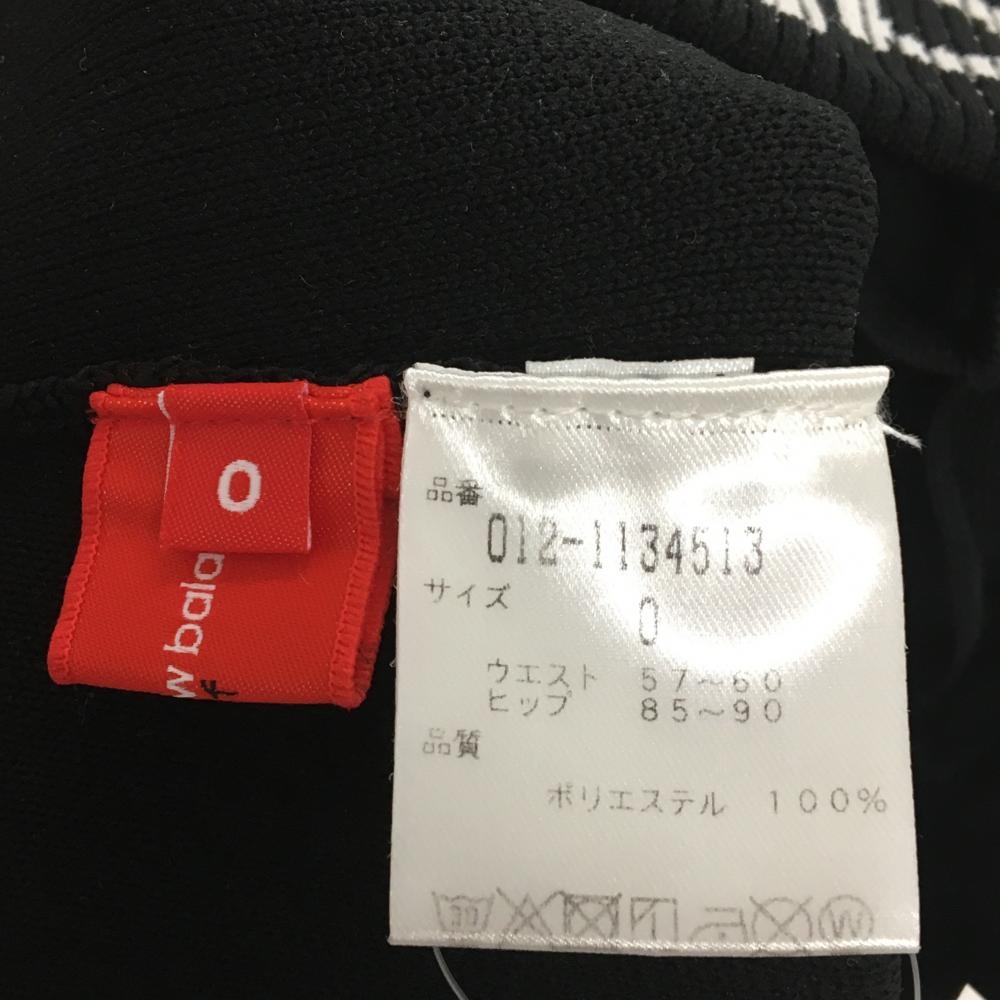 0
w bala
f
品番
012-1134513
サイズ
0
ウエスト 57～60
ヒップ 85～90
品質
ポリエステル 100%